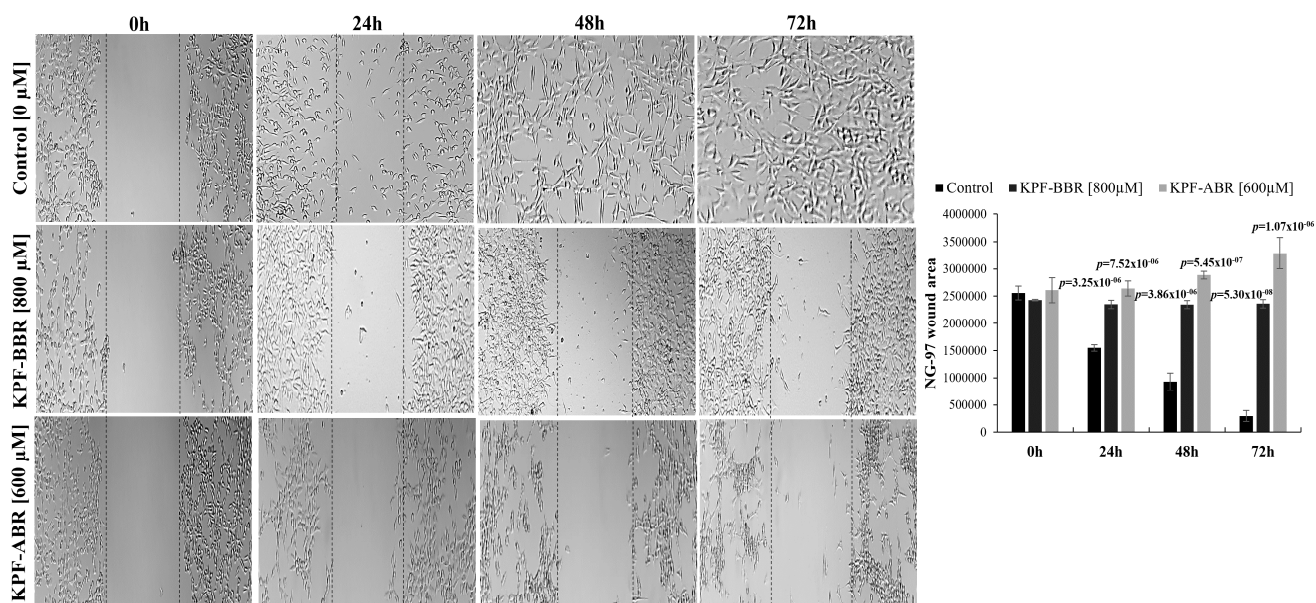 0h 24h 48h 72h
Control [0 µM]
KPF-BBR [800 µM]
KPF-ABR [600 µM]
Control KPF-BBR [800µM] KPF-ABR [600µM]
NG-97 wound area
4000000
3500000
3000000
2500000
2000000
1500000
1000000
500000
0
p=1.07x10-06
p=7.52x10-06 p=5.45x10-07
p=3.25x10-06 p=3.86x10-06 p=5.30x10-08
0h 24h 48h 72h